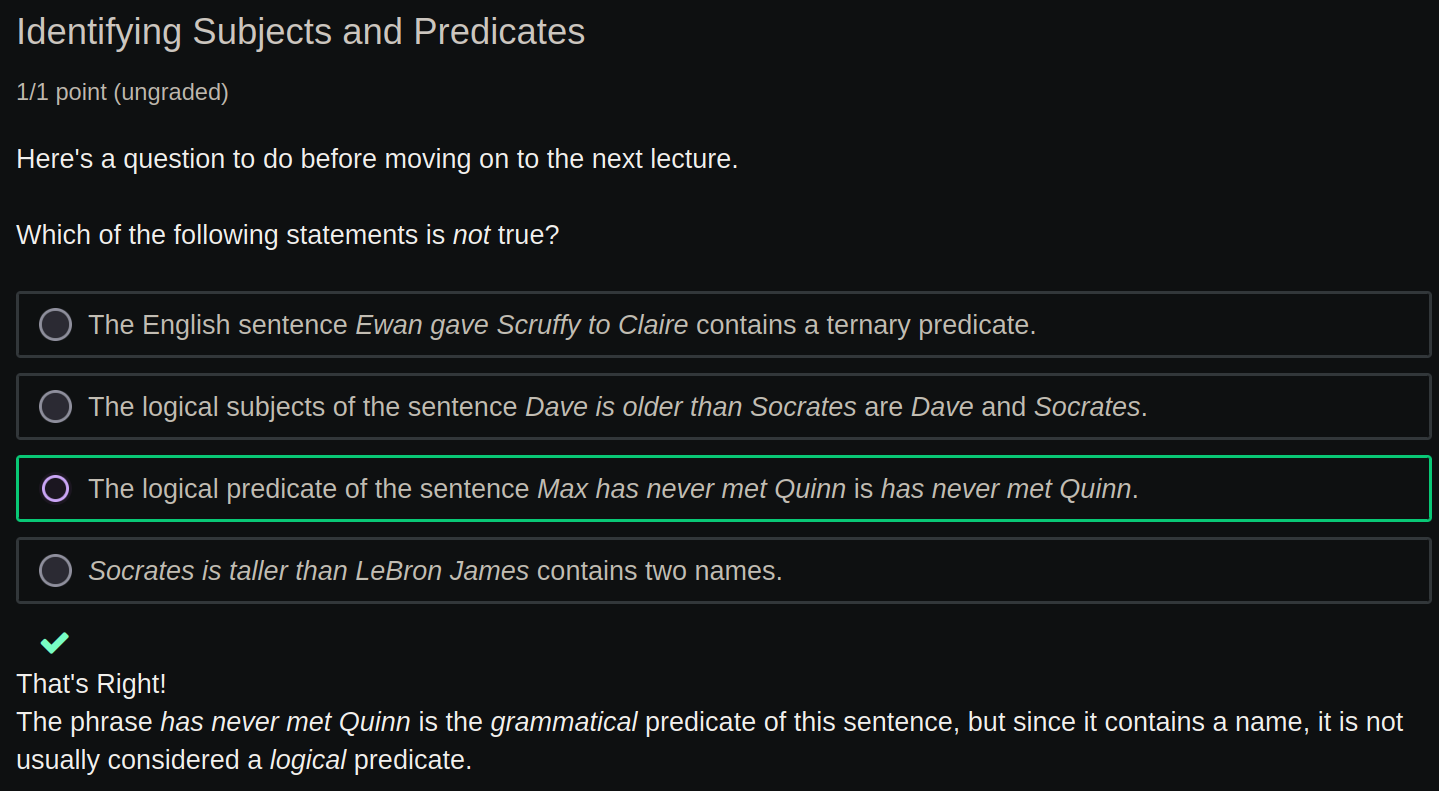 Identifying Subjects and Predicates
1/1 point (ungraded)
Here's a question to do before moving on to the next lecture.
Which of the following statements is not true?
The English sentence Ewan gave Scruffy to Claire contains a ternary predicate.
The logical subjects of the sentence Dave is older than Socrates are Dave and Socrates.
The logical predicate of the sentence Max has never met Quinn is has never met Quinn.
Socrates is taller than LeBron James contains two names.
That's Right!
The phrase has never met Quinn is the grammatical predicate of this sentence, but since it contains a name, it is not
usually considered a logical predicate.